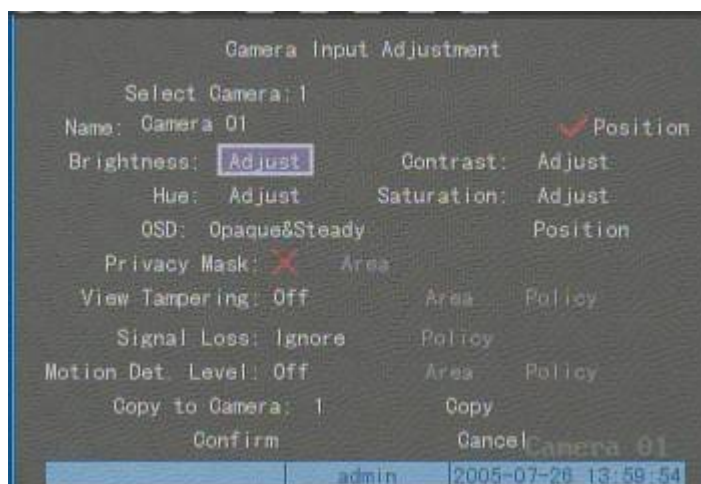 Camera Input Adjustment
Select Camera: 1
Name: Camera 01 Position
Brightness: Adjust Contrast: Adjust
Hue: Adjust Saturation: Adjust
OSD: Opaque&Steady Position
Privacy Mask: Area
View Tampering: Off Area Policy
Signal Loss: Ignore Policy
Motion Det. Level: Off Area Policy
Copy to Camera: 1 Copy
Confirm Cancel
Camera 01
admin 2005-07-26 13:59:54